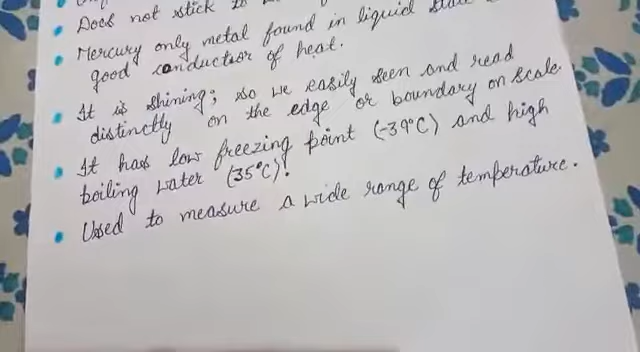 Does not stick to
Mercury only metal found in liquid state
good conductor of heat.
It is shining; so we easily seen and read
distinctly on the edge or boundary on scale.
It has low freezing point (-39°C) and high
boiling water (35°C).
Used to measure a wide range of temperature.